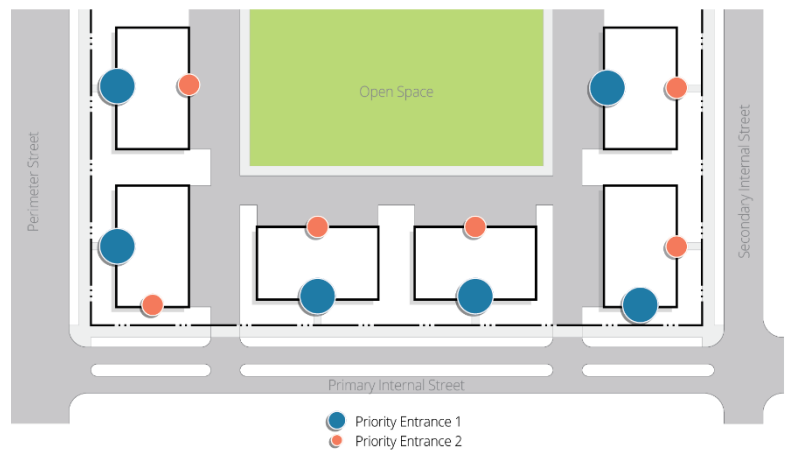 Open Space
Perimeter Street
Secondary Internal Street
Primary Internal Street
Priority Entrance 1
Priority Entrance 2